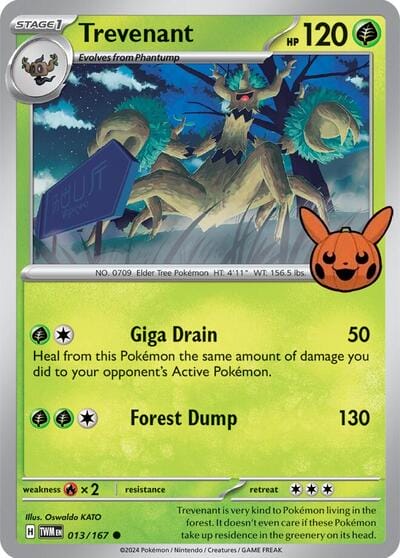 STAGE 1
Trevenant
HP 120
Evolves from Phantump
NO. 0709 Elder Tree Pokémon HT: 4'11" WT: 156.5 lbs.
Giga Drain 50
Heal from this Pokémon the same amount of damage you
did to your opponent's Active Pokémon.
Forest Dump 130
weakness ×2 resistance retreat
Illus. Oswaldo KATO
H TWM EN 013/167
Trevenant is very kind to Pokémon living in the
forest. It doesn't even care if these Pokémon
take up residence in the greenery on its head.
©2024 Pokémon / Nintendo / Creatures / GAME FREAK